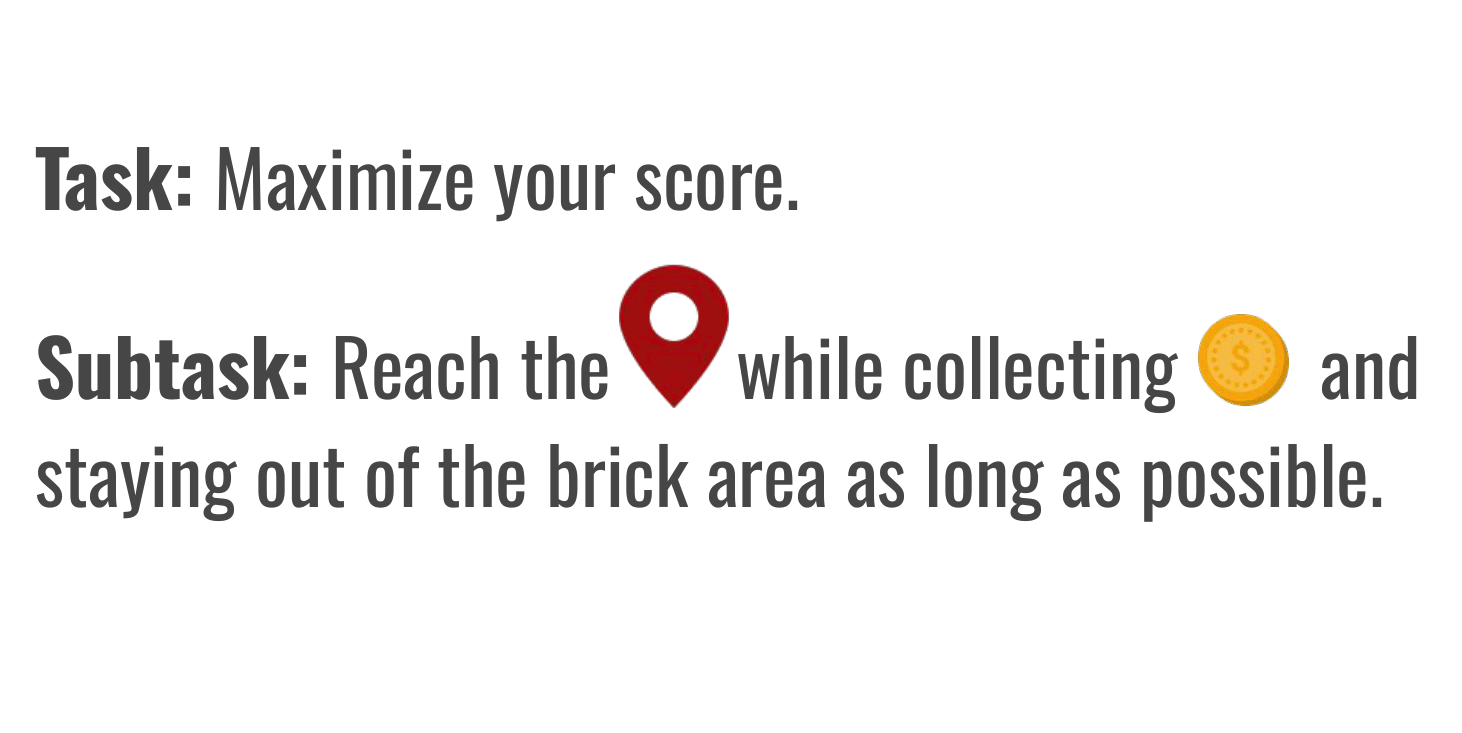 Task: Maximize your score.
Subtask: Reach the while collecting $ and
staying out of the brick area as long as possible.